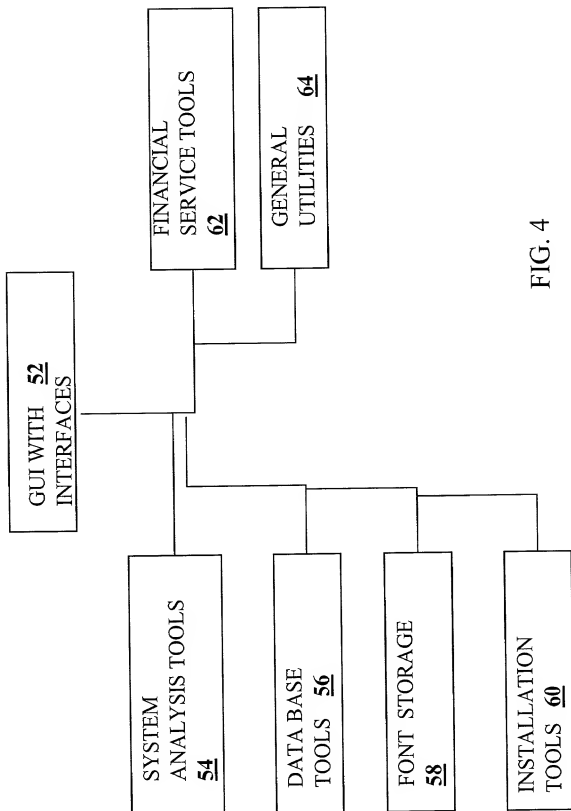 GUI WITH 52
INTERFACES
SYSTEM
ANALYSIS TOOLS
54
DATA BASE
TOOLS 56
FONT STORAGE
58
INSTALLATION
TOOLS 60
FINANCIAL
SERVICE TOOLS
62
GENERAL
UTILITIES 64
FIG. 4